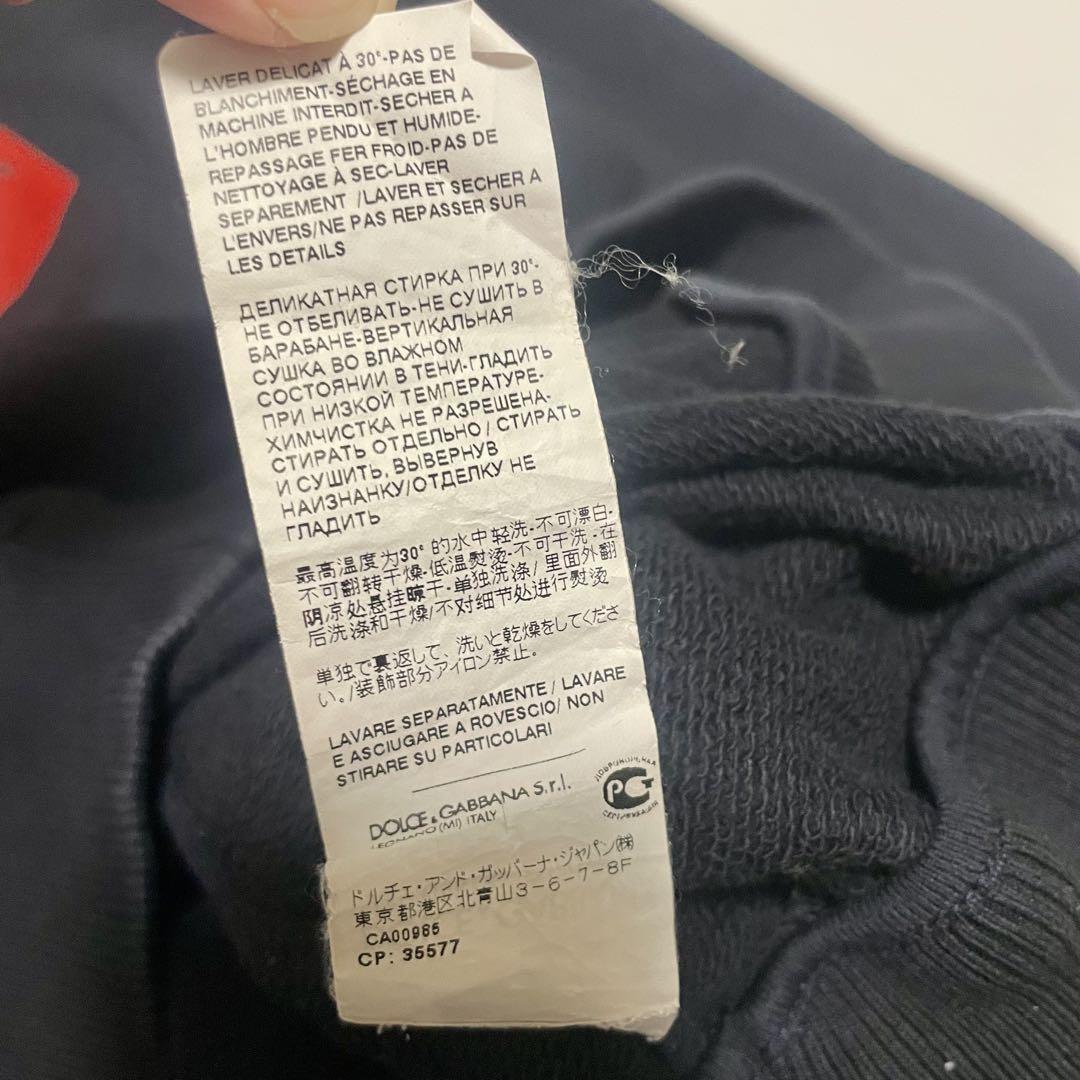 LAVER DELICAT À 30°-PAS DE
BLANCHIMENT-SÉCHAGE EN
MACHINE INTERDIT-SECHER A
L'HOMBRE PENDU ET HUMIDE-
REPASSAGE FER FROID-PAS DE
NETTOYAGE À SEC-LAVER
SEPAREMENT /LAVER ET SECHER A
L'ENVERS/NE PAS REPASSER SUR
LES DETAILS
ДЕЛИКАТНАЯ СТИРКА ПРИ 30°-
НЕ ОТБЕЛИВАТЬ-НЕ СУШИТЬ В
БАРАБАНЕ-ВЕРТИКАЛЬНАЯ
СУШКА ВО ВЛАЖНОМ
СОСТОЯНИИ В ТЕНИ-ГЛАДИТЬ
ПРИ НИЗКОЙ ТЕМПЕРАТУРЕ-
ХИМЧИСТКА НЕ РАЗРЕШЕНА-
СТИРАТЬ ОТДЕЛЬНО / СТИРАТЬ
И СУШИТЬ, ВЫВЕРНУВ
НАИЗНАНКУ/ОТДЕЛКУ НЕ
ГЛАДИТЬ
最高温度为30° 的水中轻洗-不可漂白-
不可翻转干燥-低温熨烫-不可干洗-在
阴凉处悬挂曠干-单独洗涤/里面外翻
后洗涤和干燥/不对细节处进行熨烫
単独で裏返して、洗いと乾燥をしてくださ
い。/装飾部分アイロン禁止。
LAVARE SEPARATAMENTE / LAVARE
E ASCIUGARE A ROVESCIO/ NON
STIRARE SU PARTICOLARI
DOLCE & GABBANA S.r.l.
LEGNANO (MI) ITALY
ドルチェ・アンド・ガッバーナ・ジャパン㈱
東京都港区北青山3-6-7-8F
CA00985
CP: 35577